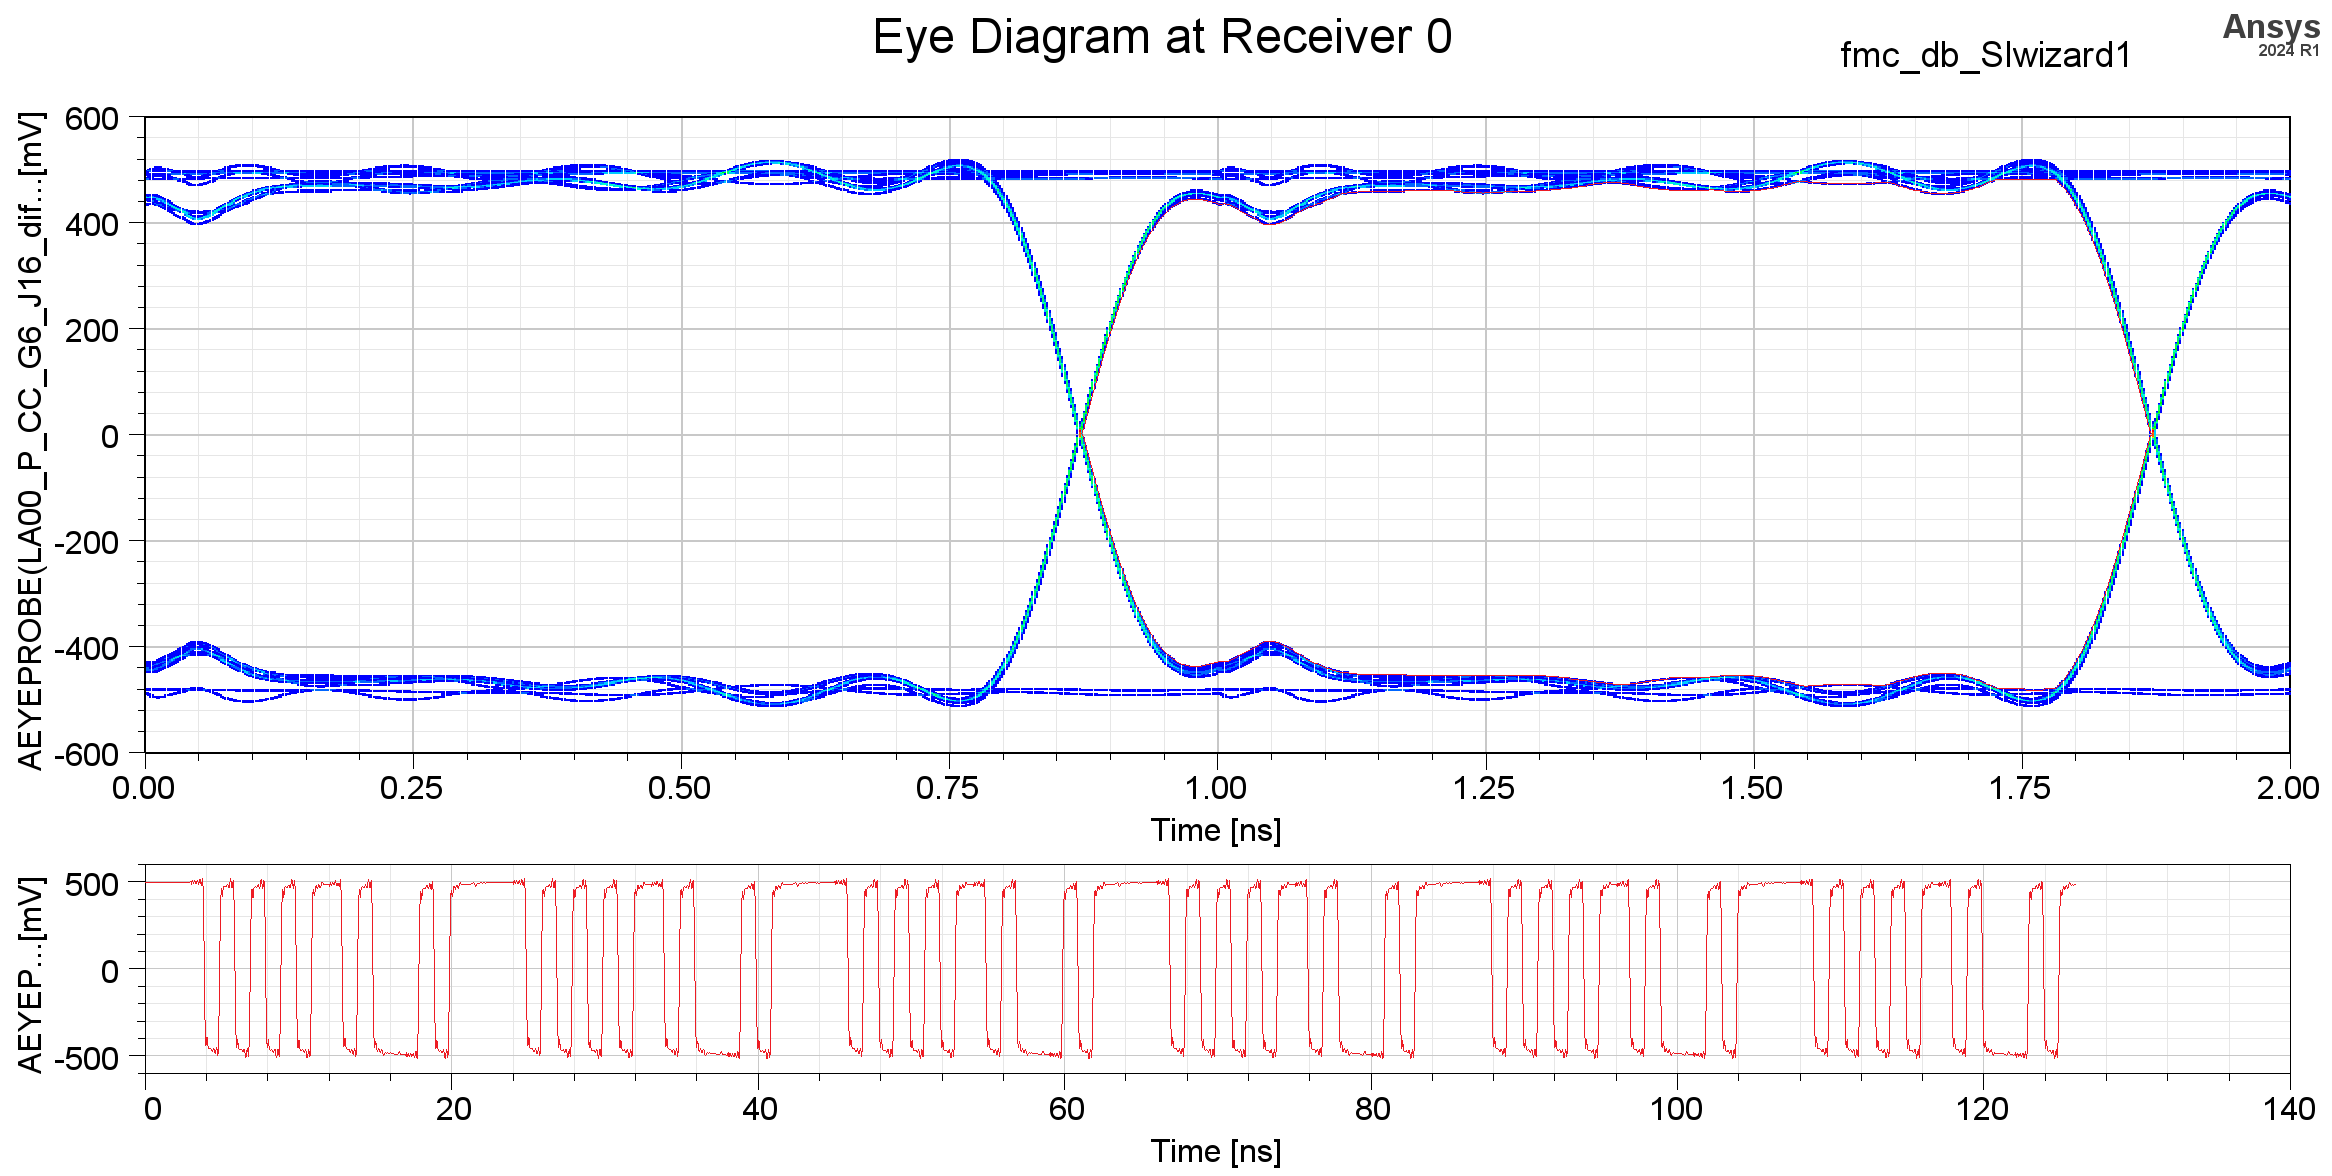 Eye Diagram at Receiver 0
fmc_db_SIwizard1
Ansys
2024 R1
AEYEPROBE(LA00_P_CC_G6_J16_dif...[mV]
600
400
200
0
-200
-400
-600
0.00 0.25 0.50 0.75 1.00 1.25 1.50 1.75 2.00
Time [ns]
AEYEP...[mV]
500
0
-500
0 20 40 60 80 100 120 140
Time [ns]